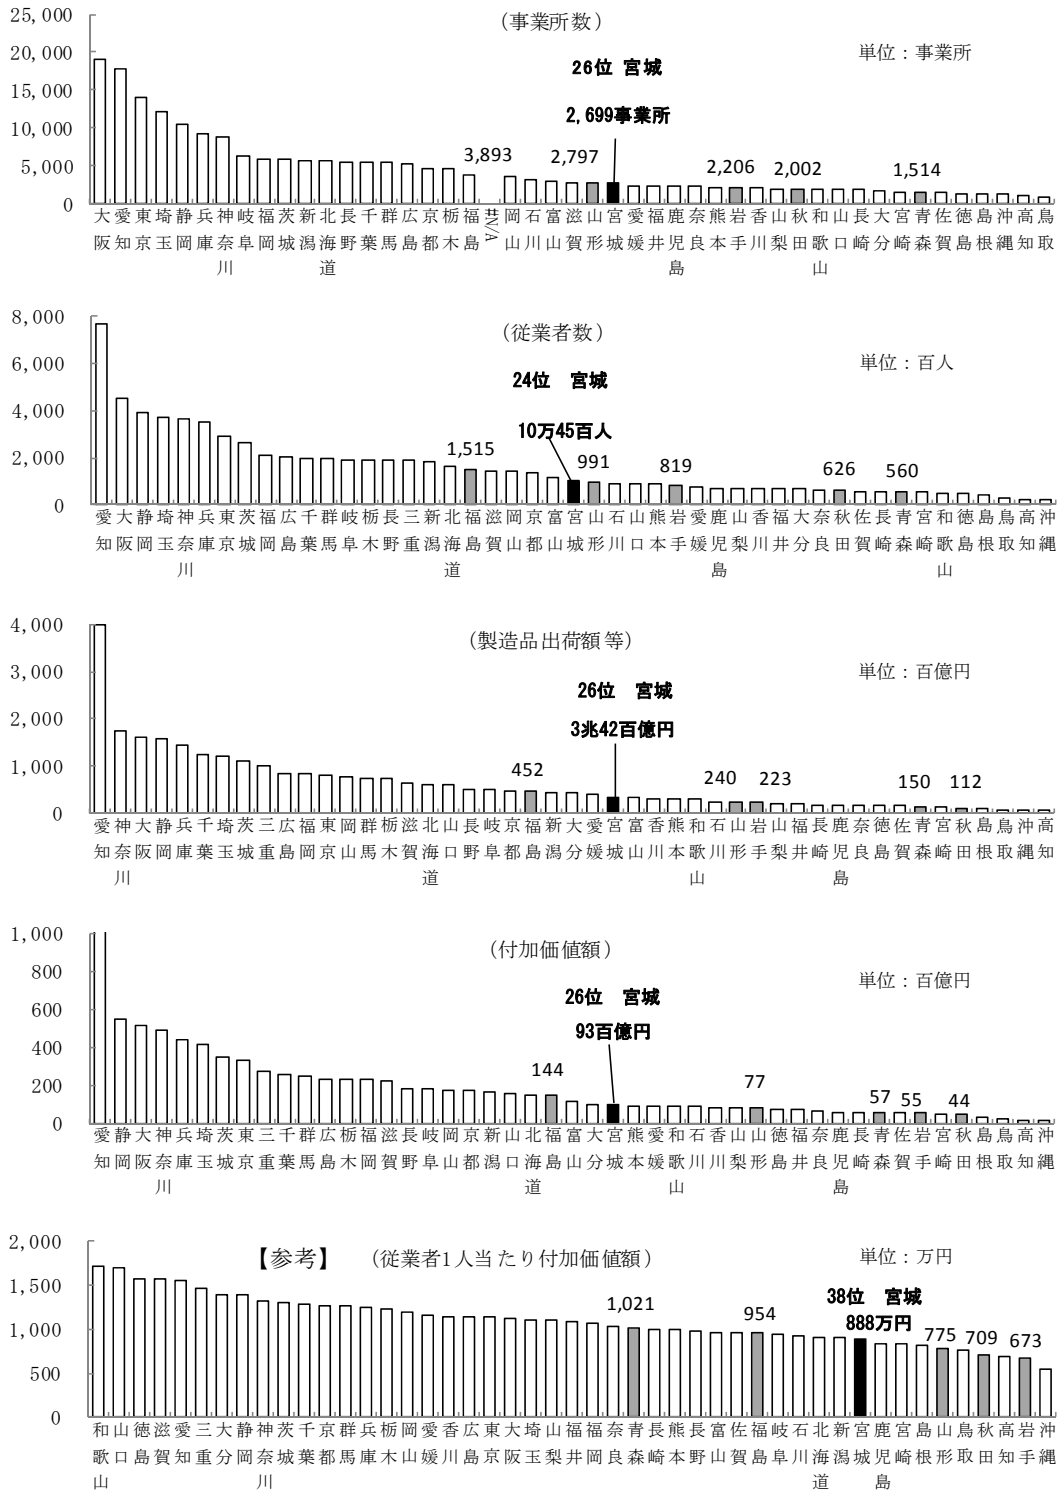 (事業所数)
単位：事業所
25,000
20,000
15,000
10,000
5,000
0
26位 宮城
2,699事業所
3,893
2,797
2,206
2,002
1,514
大阪 愛知 東京 埼玉 静岡 兵庫 神奈川 岐阜 福岡 茨城 新潟 北海道 長野 千葉 群馬 広島 京都 栃木 福島 #N/A 岡山 石川 富山 滋賀 山形 宮城 愛媛 福井 鹿児島 奈良 熊本 岩手 香川 山梨 秋田 和歌山 山口 長崎 大分 宮崎 青森 佐賀 徳島 島根 沖縄 高知 鳥取
(従業者数)
単位：百人
8,000
6,000
4,000
2,000
0
24位　宮城
10万45百人
1,515
991
819
626
560
愛知 大阪 静岡 埼玉 神奈川 兵庫 東京 茨城 福岡 広島 千葉 群馬 岐阜 栃木 長野 三重 新潟 北海道 福島 滋賀 岡山 京都 富山 宮城 山形 石川 山口 熊本 岩手 愛媛 鹿児島 山梨 香川 福井 大分 奈良 秋田 佐賀 長崎 青森 宮崎 和歌山 徳島 島根 鳥取 高知 沖縄
(製造品出荷額等)
単位：百億円
4,000
3,000
2,000
1,000
0
26位　宮城
3兆42百億円
452
240
223
150
112
愛知 神奈川 大阪 静岡 兵庫 千葉 埼玉 茨城 三重 広島 福岡 東京 岡山 群馬 栃木 滋賀 北海道 山口 長野 岐阜 京都 福島 新潟 大分 愛媛 宮城 富山 香川 熊本 和歌山 石川 山形 岩手 山梨 福井 長崎 鹿児島 奈良 徳島 佐賀 青森 宮崎 秋田 島根 鳥取 沖縄 高知
(付加価値額)
単位：百億円
1,000
800
600
400
200
0
26位　宮城
93百億円
144
77
57
55
44
愛知 静岡 大阪 神奈川 兵庫 埼玉 茨城 東京 三重 千葉 群馬 広島 栃木 福岡 滋賀 長野 岐阜 岡山 京都 新潟 山口 北海道 福島 富山 大分 宮城 熊本 愛媛 和歌山 石川 香川 山梨 山形 徳島 福井 奈良 鹿児島 長崎 青森 佐賀 岩手 宮崎 秋田 島根 鳥取 高知 沖縄
【参考】　(従業者1人当たり付加価値額)
単位：万円
2,000
1,500
1,000
500
0
38位　宮城
888万円
1,021
954
775
709
673
和歌山 山口 徳島 滋賀 愛知 三重 大分 静岡 神奈川 茨城 千葉 京都 群馬 兵庫 栃木 岡山 愛媛 香川 広島 東京 大阪 埼玉 山梨 福井 福岡 奈良 青森 長崎 熊本 長野 富山 佐賀 福島 岐阜 石川 北海道 新潟 宮城 鹿児島 宮崎 島根 山形 鳥取 秋田 高知 岩手 沖縄